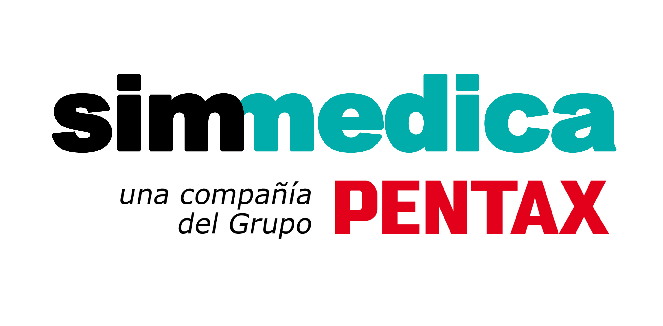 simmedica
una compañía
del Grupo PENTAX